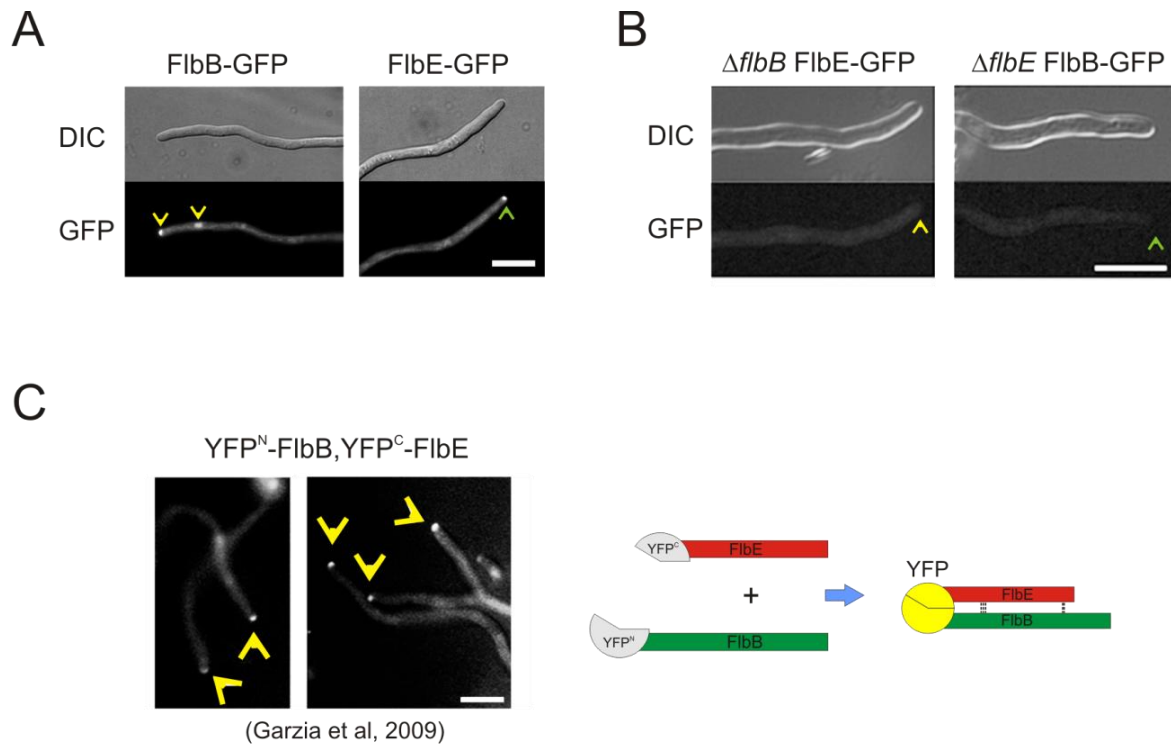 A
FlbB-GFP FlbE-GFP
DIC
GFP
B
ΔflbB FlbE-GFP ΔflbE FlbB-GFP
DIC
GFP
C
YFPᴺ-FlbB,YFPᶜ-FlbE
(Garzia et al, 2009)
YFPᶜ FlbE
+
YFPᴺ FlbB
YFP
FlbE
FlbB